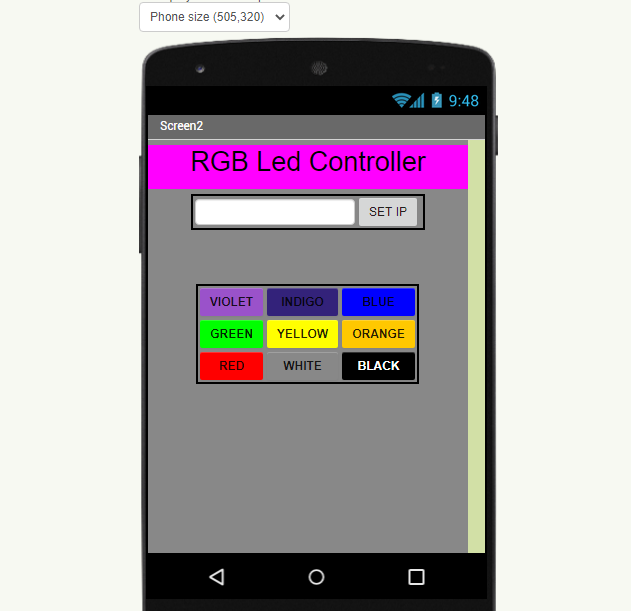 Phone size (505,320)
9:48
Screen2
RGB Led Controller
SET IP
VIOLET INDIGO BLUE
GREEN YELLOW ORANGE
RED WHITE BLACK